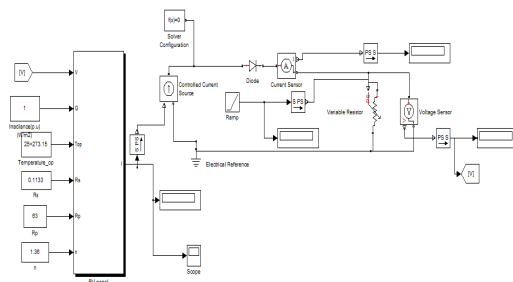 f(x)=0
Solver
Configuration
[V]
V
1
G
Irradiance(p.u)
(W/m2)
25+273.15
Top
Temperature_op
0.1133
Rs
Rs
63
Rp
Rp
1.36
n
n
I
PV panel
Controlled Current
Source
Diode
Current Sensor
PS S
Ramp
S PS
Variable Resistor
Voltage Sensor
PS S
[V]
S PS
Electrical Reference
Scope